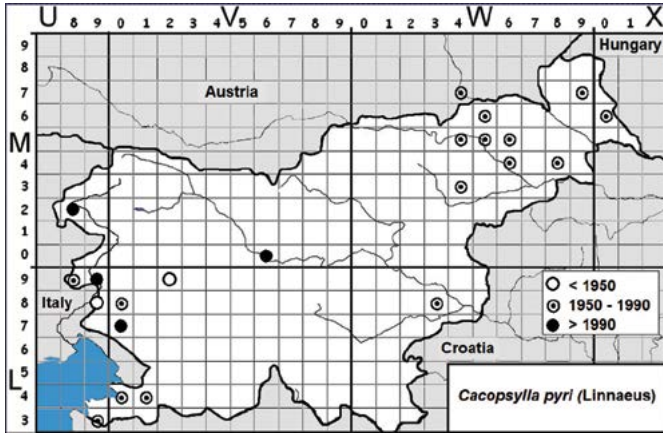 U V W X
8 9 0 1 2 3 4 5 6 7 8 9 0 1 2 3 4 5 6 7 8 9 0 1
9
8
7
6
M 5
4
3
2
1
0
9
8
7
6
L 5
4
3
Hungary
Austria
Italy
Croatia
< 1950
1950 - 1990
> 1990
Cacopsylla pyri (Linnaeus)